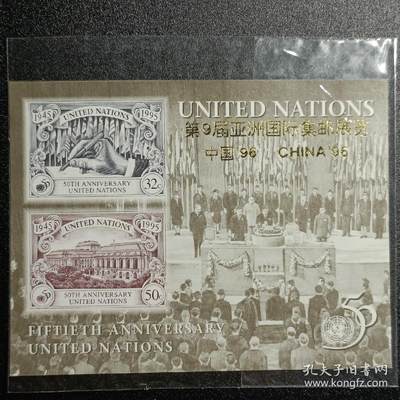 UNITED NATIONS
第9届亚洲国际集邮展览
中国'96 CHINA'96
1945 1995
UNITED NATIONS
50TH ANNIVERSARY
UNITED NATIONS
32c
1945 1995
UNITED NATIONS
50TH ANNIVERSARY
UNITED NATIONS
50c
FIFTIETH ANNIVERSARY
UNITED NATIONS
50
孔夫子旧书网
www.kongfz.com